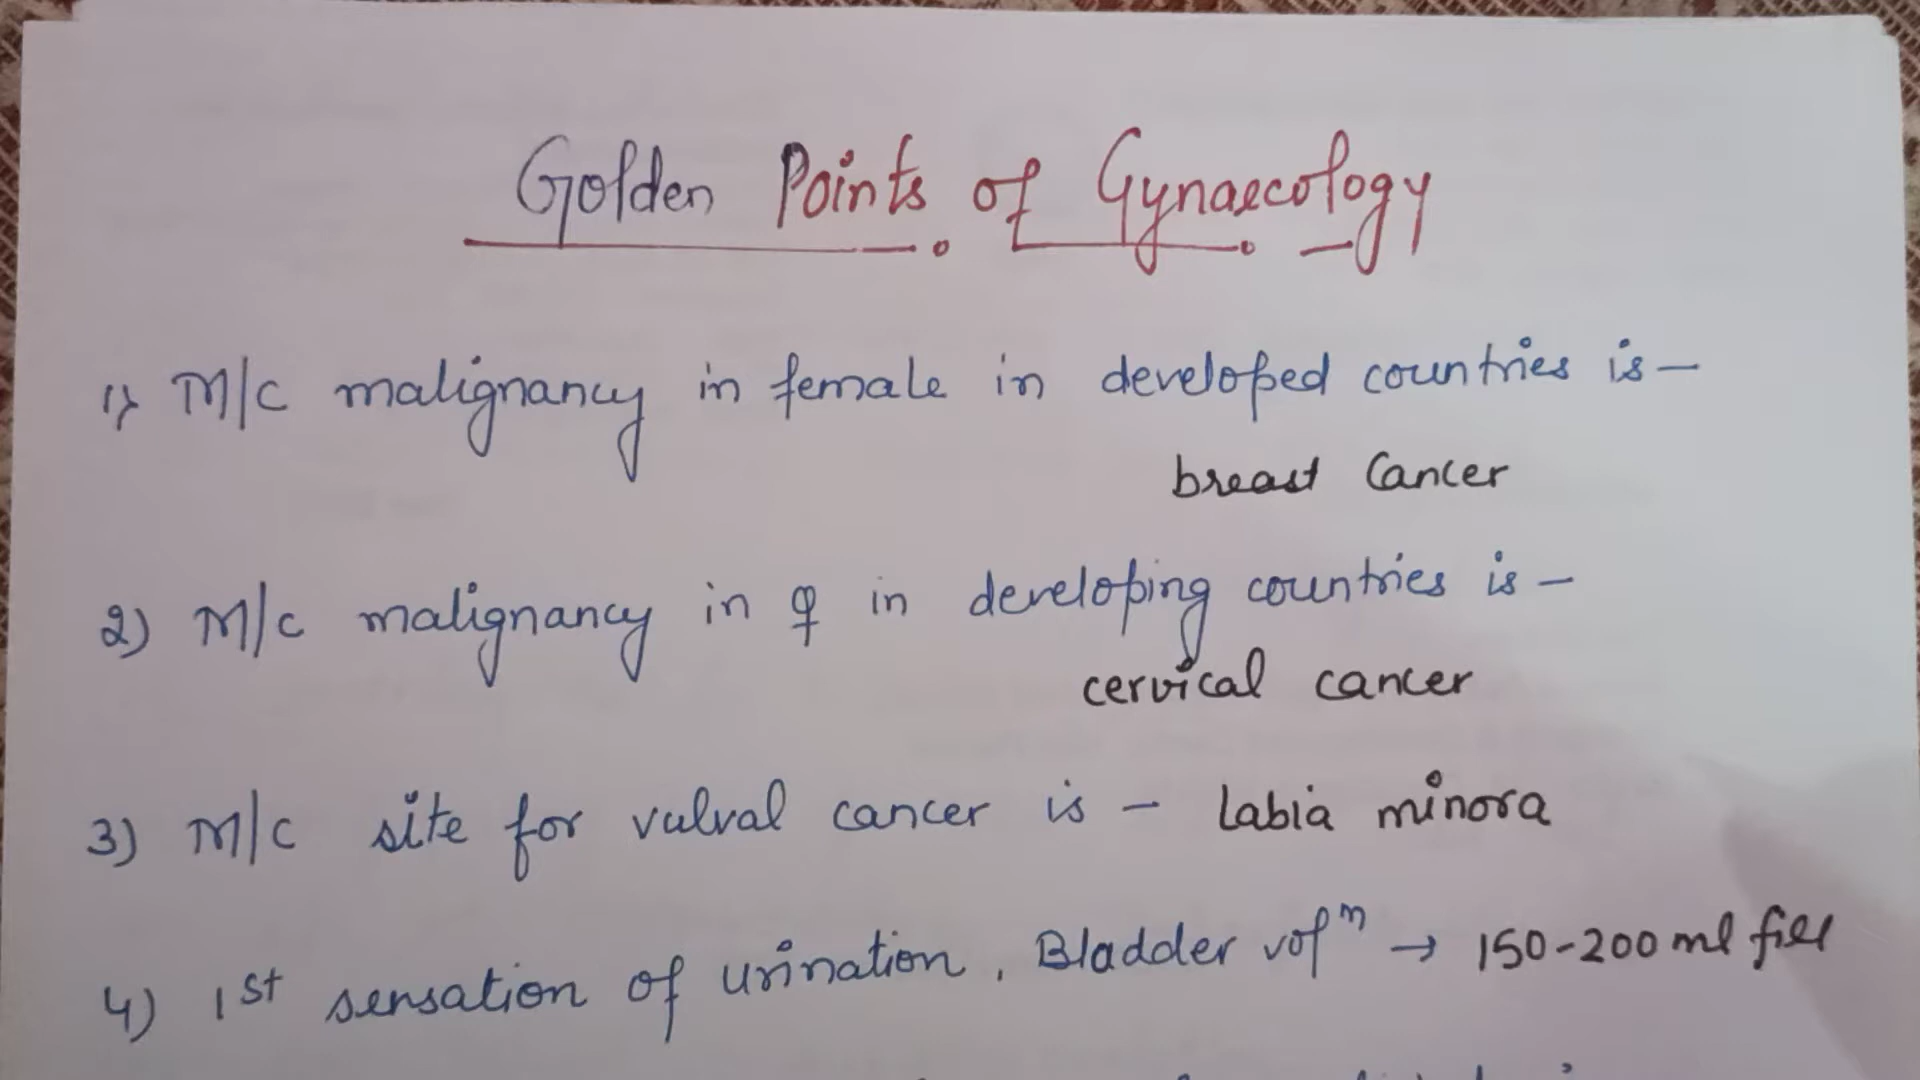 Golden Points of Gynaecology
1) M/C malignancy in female in developed countries is –
breast Cancer
2) M/C malignancy in ♀ in developing countries is –
cervical cancer
3) M/C site for vulval cancer is – Labia minora
4) 1st sensation of urination, Bladder volᵐ → 150-200 ml fill